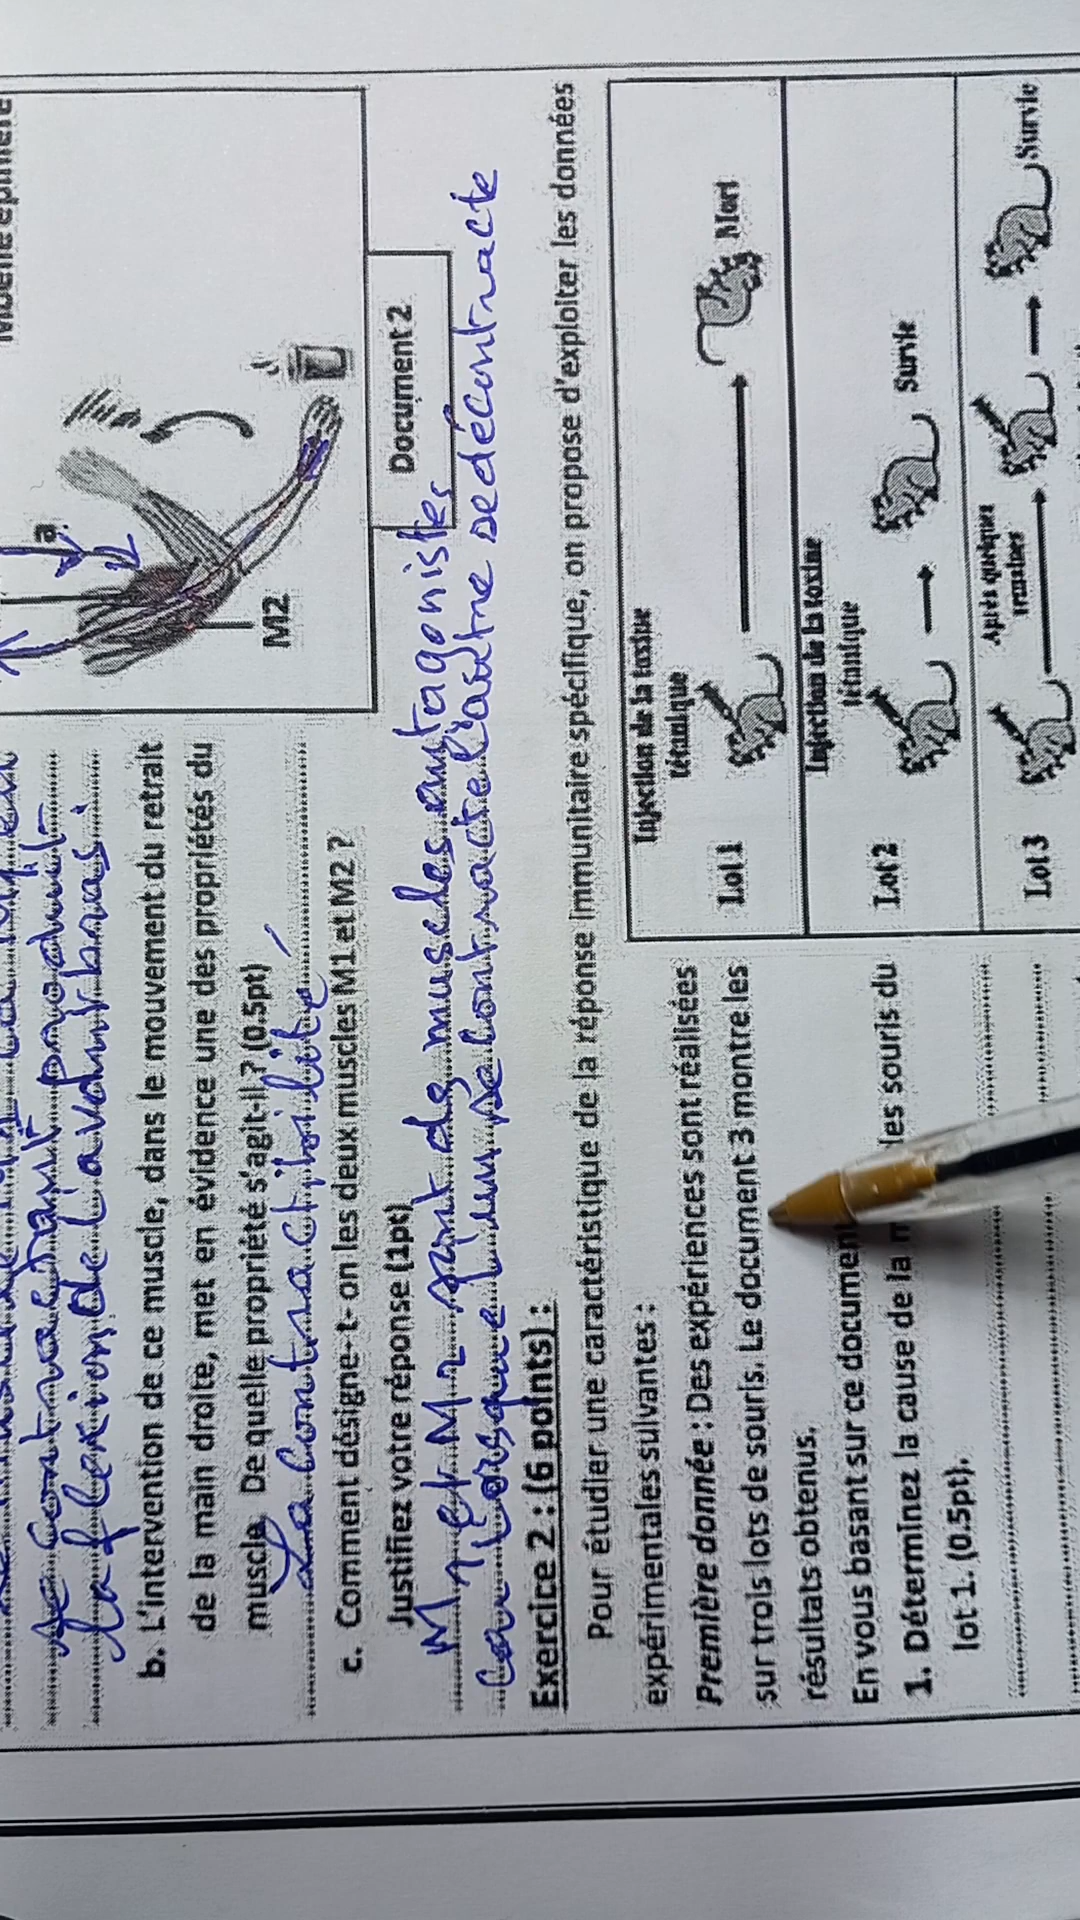 a.
M2
Document 2
se contractant produit
la flexion de l'avant bras.
b. L'intervention de ce muscle, dans le mouvement du retrait
de la main droite, met en évidence une des propriétés du
muscle. De quelle propriété s'agit-il ? (0.5pt)
La contractibilité
c. Comment désigne-t-on les deux muscles M1 et M2 ?
Justifiez votre réponse (1pt)
M1 et M2 sont des muscles antagonistes
car lorsque l'un se contracte l'autre se décontracte
Exercice 2 : (6 points) :
Pour étudier une caractéristique de la réponse immunitaire spécifique, on propose d'exploiter les données
expérimentales suivantes :
Première donnée : Des expériences sont réalisées
sur trois lots de souris. Le document 3 montre les
résultats obtenus.
En vous basant sur ce documen
1. Déterminez la cause de la m les souris du
lot 1. (0.5pt).
Injection de la toxine
tétanique
Lot 1
Mort
Injection de la toxine
tétanique
Lot 2
Survie
Après quelques
Lot 3
Survie